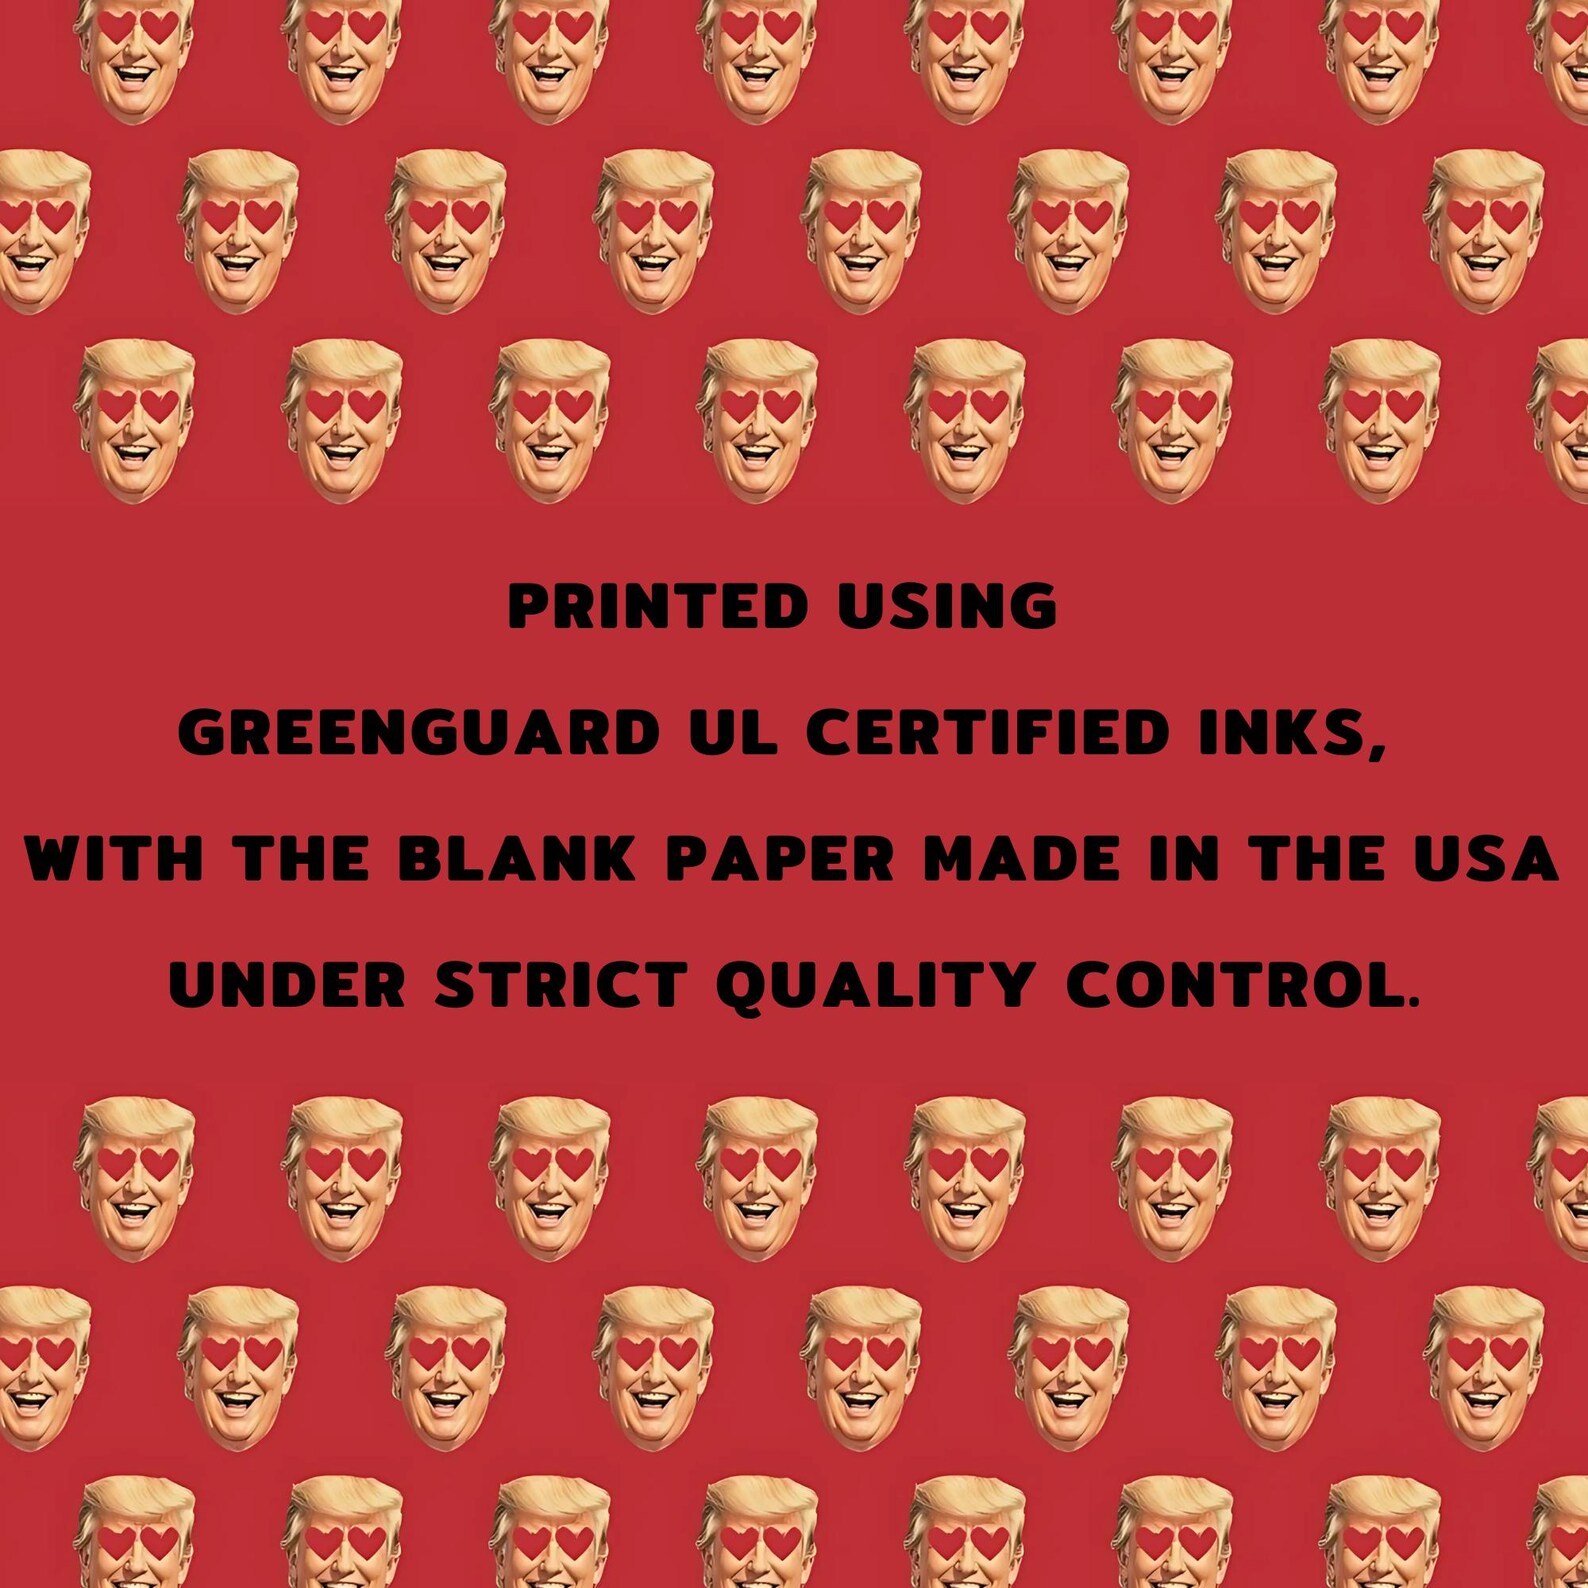 PRINTED USING
GREENGUARD UL CERTIFIED INKS,
WITH THE BLANK PAPER MADE IN THE USA
UNDER STRICT QUALITY CONTROL.